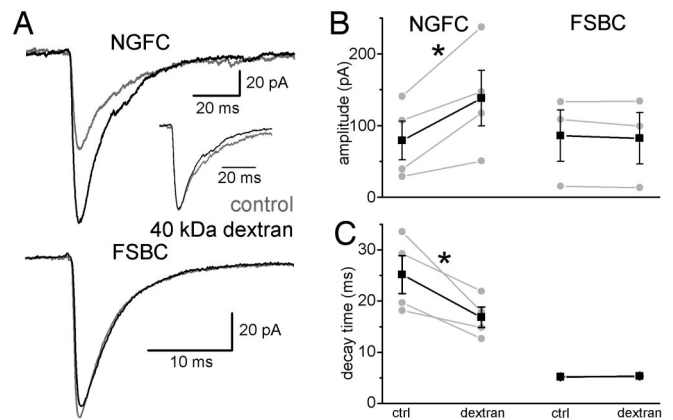 A
NGFC
20 pA
20 ms
20 ms
control
40 kDa dextran
FSBC
20 pA
10 ms
B
NGFC
FSBC
*
amplitude (pA)
200
100
0
C
*
decay time (ms)
30
20
10
0
ctrl
dextran
ctrl
dextran